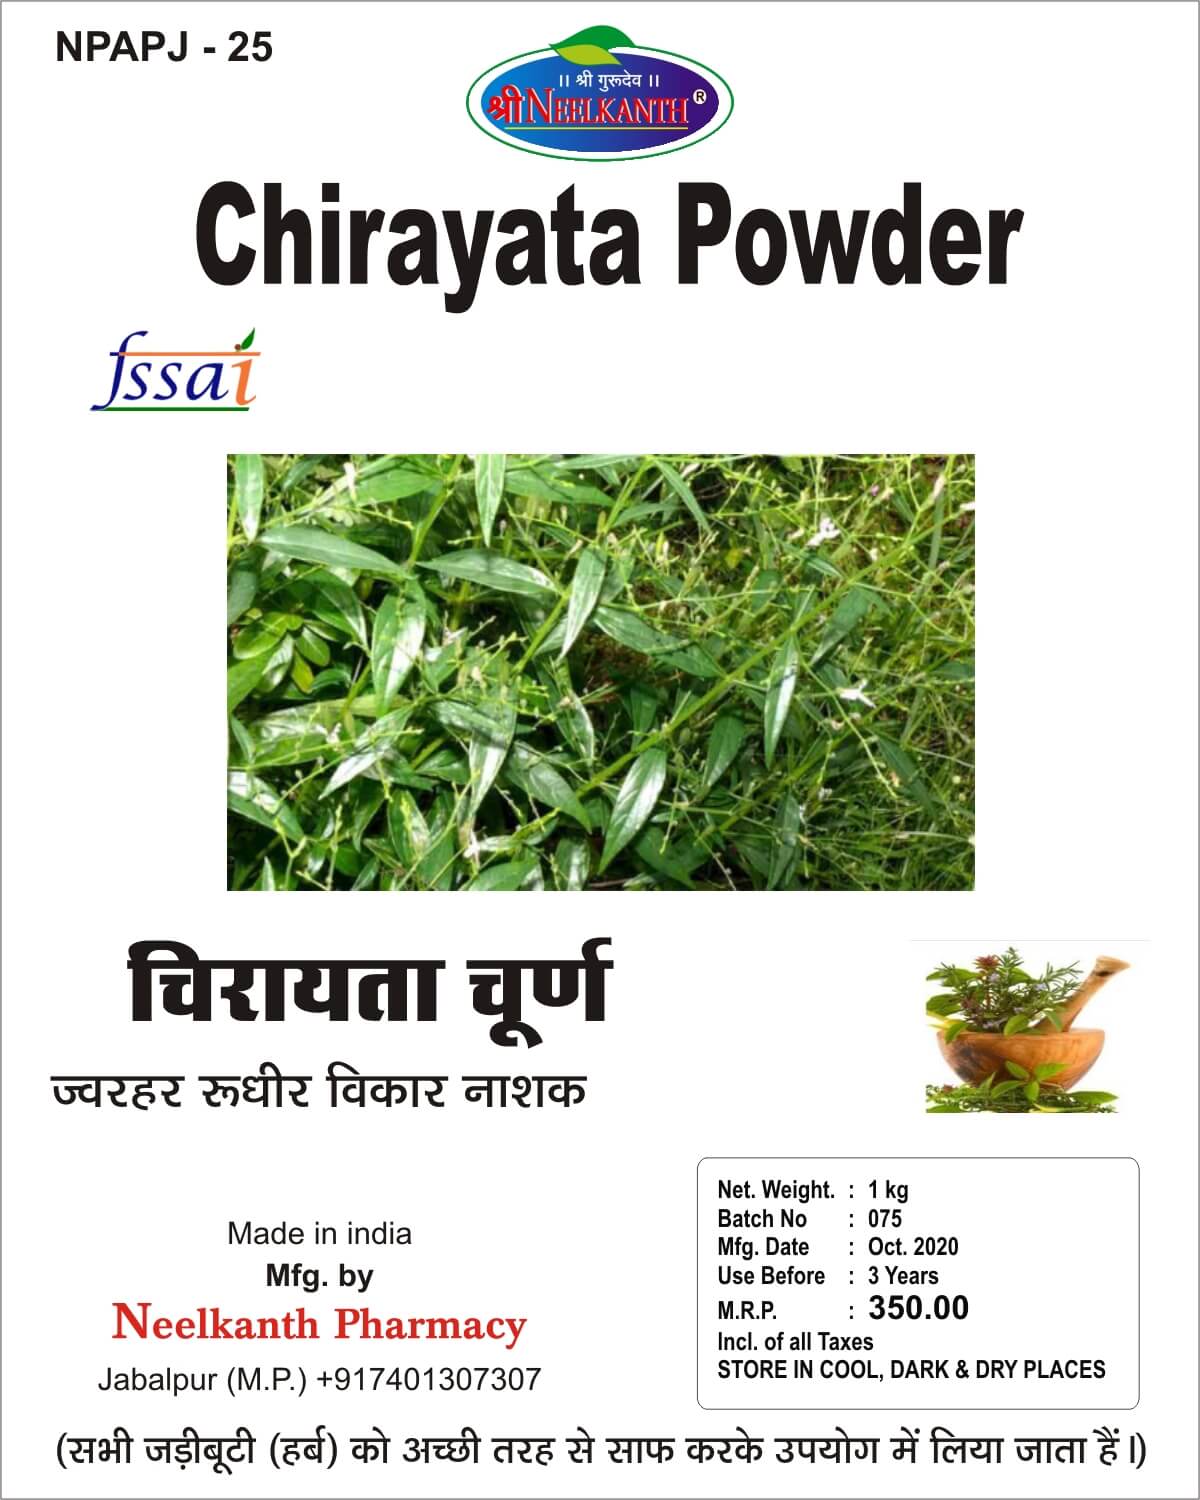 NPAPJ - 25
।। श्री गुरूदेव ।।
श्री NEELKANTH ®
Chirayata Powder
fssai
चिरायता चूर्ण
ज्वरहर रूधीर विकार नाशक
Made in india
Mfg. by
Neelkanth Pharmacy
Jabalpur (M.P.) +917401307307
Net. Weight. : 1 kg
Batch No : 075
Mfg. Date : Oct. 2020
Use Before : 3 Years
M.R.P. : 350.00
Incl. of all Taxes
STORE IN COOL, DARK & DRY PLACES
(सभी जड़ीबूटी (हर्ब) को अच्छी तरह से साफ करके उपयोग में लिया जाता हैं।)